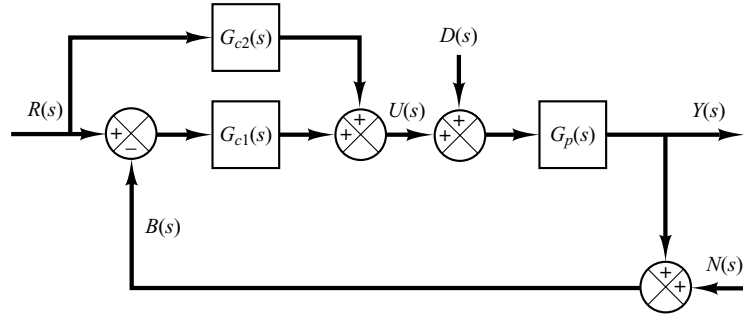 G_{c2}(s)
D(s)
R(s)
U(s)
Y(s)
+
+
+
+
+
−
G_{c1}(s)
G_p(s)
B(s)
N(s)
+
+